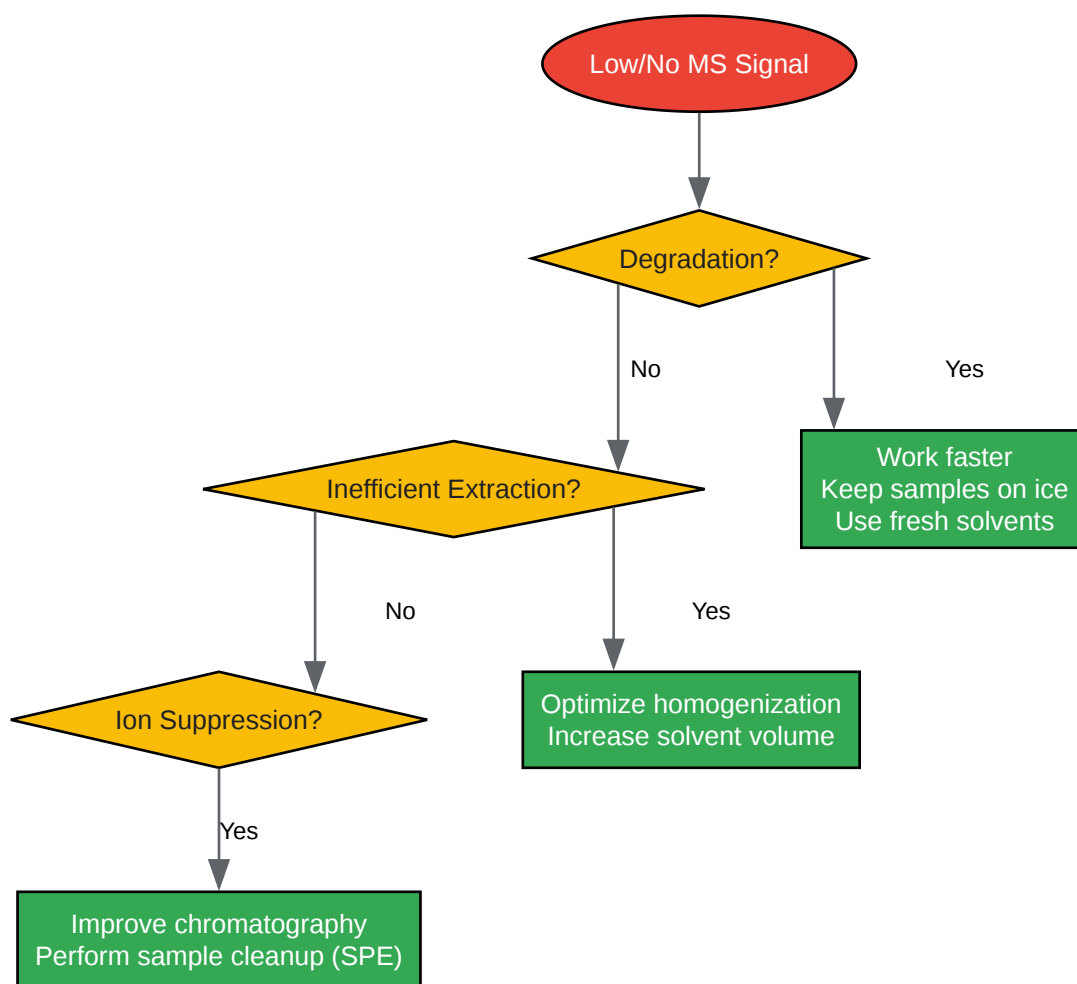 Low/No MS Signal
Degradation?
No
Yes
Work faster
Keep samples on ice
Use fresh solvents
Inefficient Extraction?
No
Yes
Optimize homogenization
Increase solvent volume
Ion Suppression?
Yes
Improve chromatography
Perform sample cleanup (SPE)